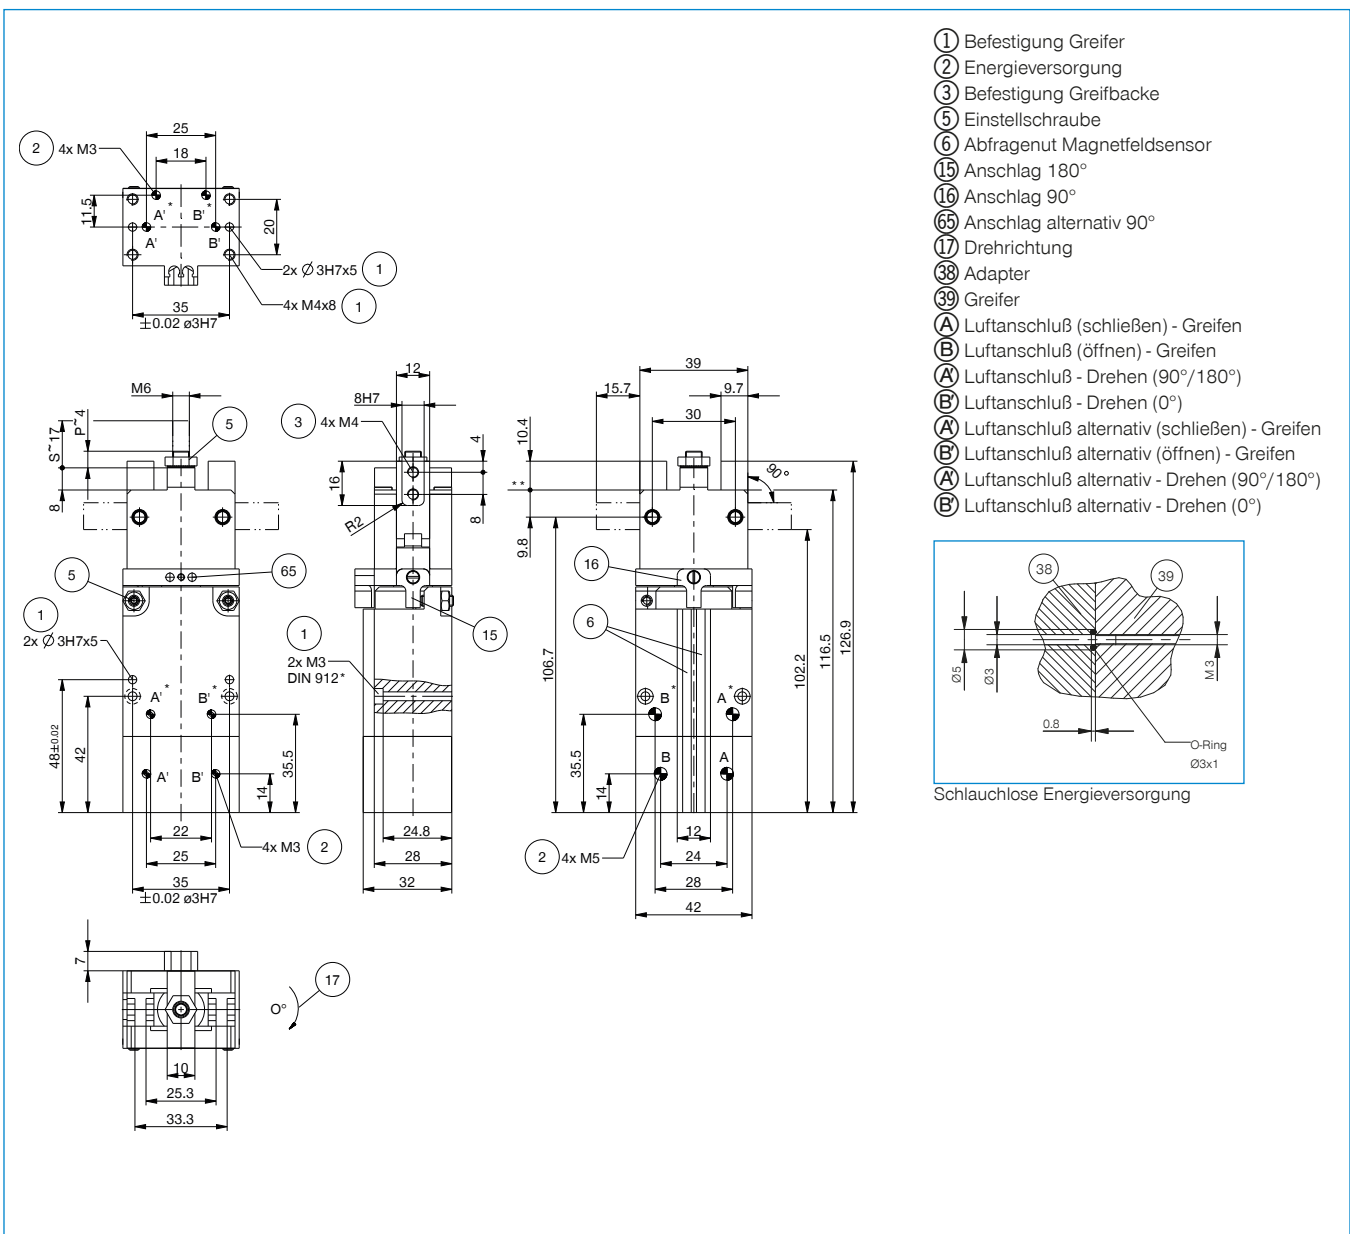 1 Befestigung Greifer
2 Energieversorgung
3 Befestigung Greifbacke
5 Einstellschraube
6 Abfragenut Magnetfeldsensor
15 Anschlag 180°
16 Anschlag 90°
65 Anschlag alternativ 90°
17 Drehrichtung
38 Adapter
39 Greifer
A Luftanschluß (schließen) - Greifen
B Luftanschluß (öffnen) - Greifen
A' Luftanschluß - Drehen (90°/180°)
B' Luftanschluß - Drehen (0°)
A' Luftanschluß alternativ (schließen) - Greifen
B' Luftanschluß alternativ (öffnen) - Greifen
A' Luftanschluß alternativ - Drehen (90°/180°)
B' Luftanschluß alternativ - Drehen (0°)
25
2 4x M3
18
11.5
A' *
B' *
20
A'
B'
2x Ø 3H7x5 1
4x M4x8 1
35
±0.02 ø3H7
M6
P~4
S~17
5
8
5
65
1
2x Ø 3H7x5
A' *
B' *
48±0.02
42
35.5
A'
B'
14
22
4x M3 2
25
35
±0.02 ø3H7
12
8H7
3 4x M4
4
16
8
R2
15
1
2x M3
DIN 912*
24.8
28
32
39
15.7
9.7
30
10.4
90°
**
9.8
16
6
106.7
102.2
116.5
126.9
B *
A *
35.5
B
A
14
12
2 4x M5
24
28
42
7
O°
17
10
25.3
33.3
38
39
Ø5
Ø3
M3
0.8
O-Ring
Ø3x1
Schlauchlose Energieversorgung